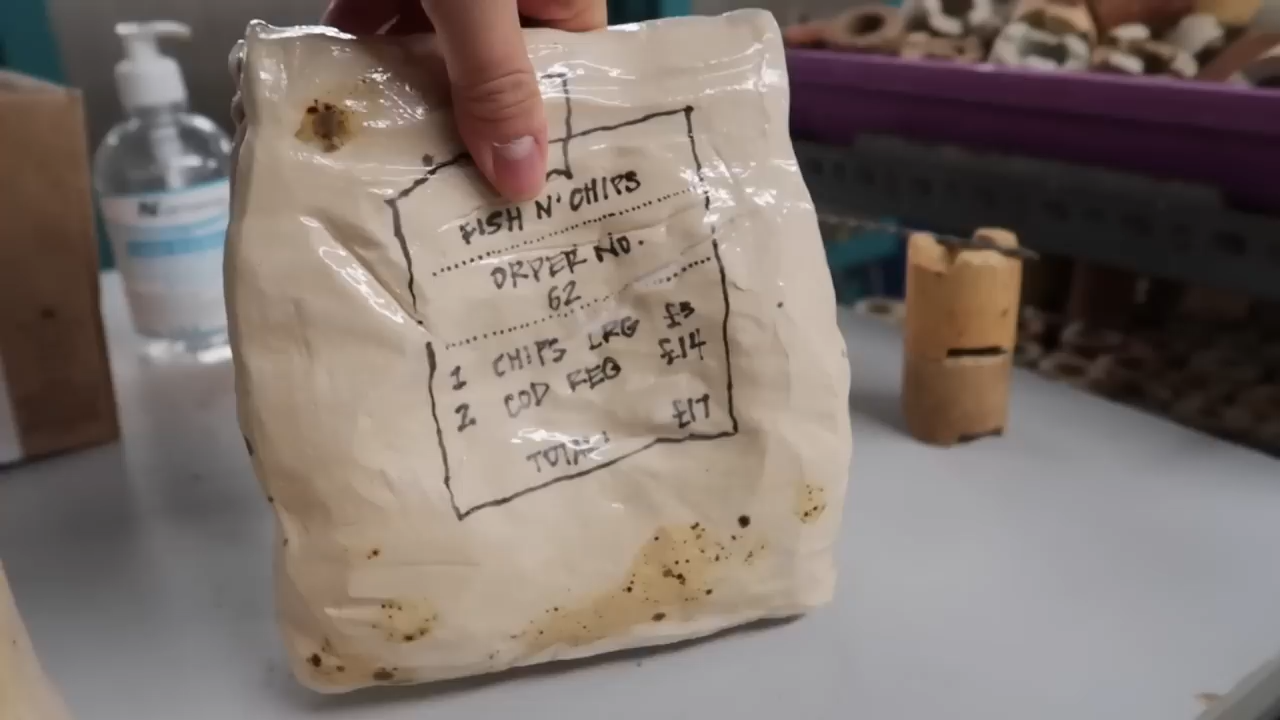 FISH N' CHIPS
ORDER NO.
62
1 CHIPS LRG £3
2 COD REG £14
TOTAL: £17